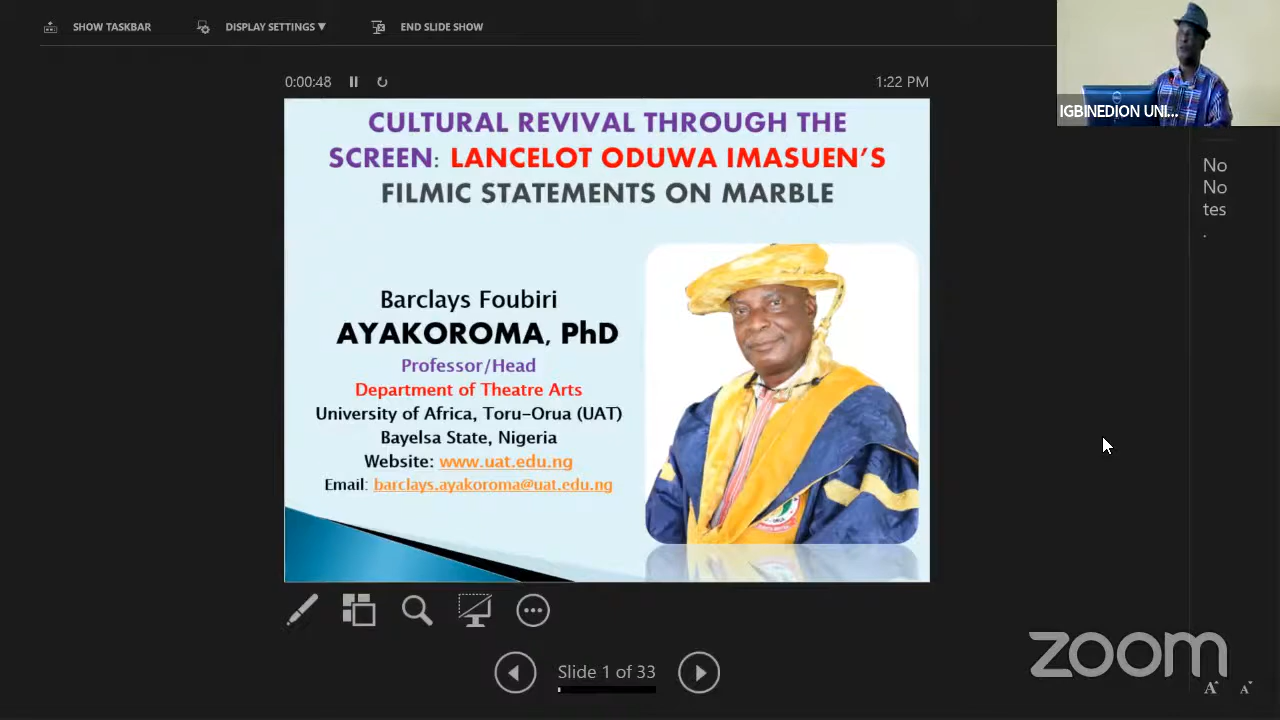 SHOW TASKBAR
DISPLAY SETTINGS ▼
END SLIDE SHOW
IGBINEDION UNI...
0:00:48
1:22 PM
CULTURAL REVIVAL THROUGH THE
SCREEN: LANCELOT ODUWA IMASUEN'S
FILMIC STATEMENTS ON MARBLE
Barclays Foubiri
AYAKOROMA, PhD
Professor/Head
Department of Theatre Arts
University of Africa, Toru-Orua (UAT)
Bayelsa State, Nigeria
Website: www.uat.edu.ng
Email: barclays.ayakoroma@uat.edu.ng
No
No
tes
.
Slide 1 of 33
zoom
A A